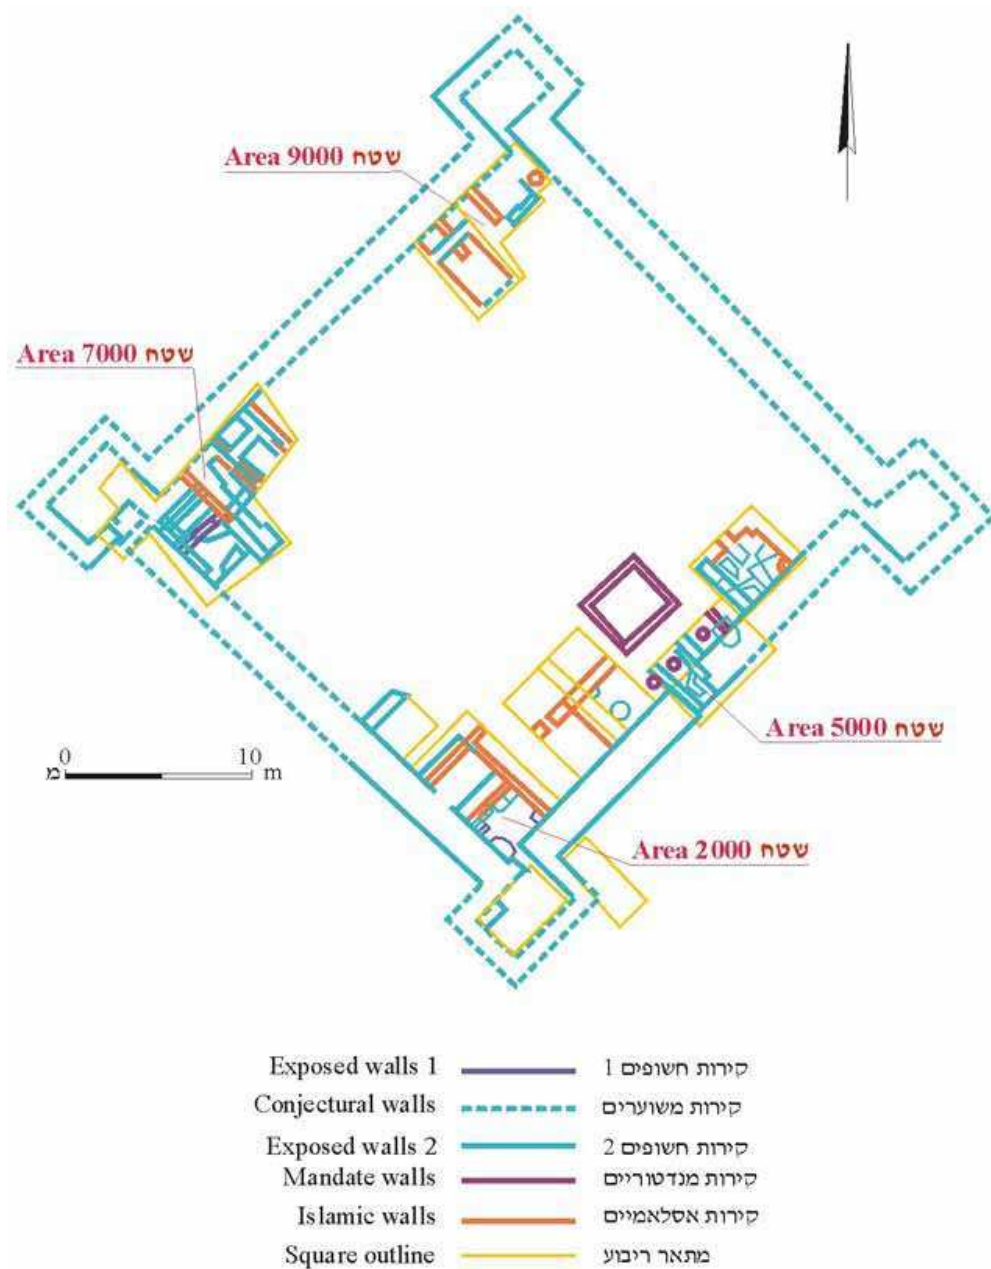 Area 9000 שטח
Area 7000 שטח
Area 5000 שטח
0 10
מ m
Area 2000 שטח
Exposed walls 1 קירות חשופים 1
Conjectural walls קירות משוערים
Exposed walls 2 קירות חשופים 2
Mandate walls קירות מנדטוריים
Islamic walls קירות אסלאמיים
Square outline מתאר ריבוע